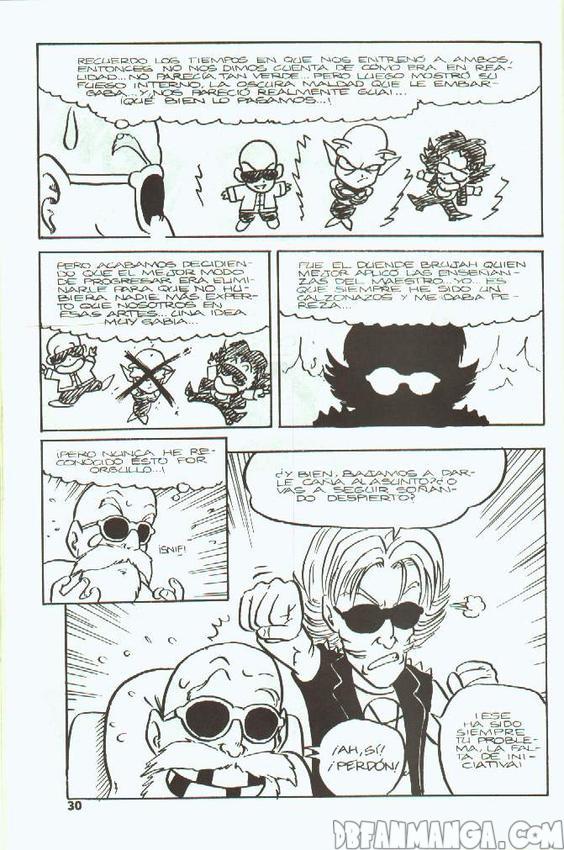 RECUERDO LOS TIEMPOS EN QUE NOS ENTRENÓ A AMBOS,
ENTONCES NO NOS DIMOS CUENTA DE CÓMO ERA EN REA-
LIDAD... NO PARECÍA TAN VERDE... PERO LUEGO MOSTRÓ SU
FUEGO INTERNO, LA OSCURA MALDAD QUE LE EMBAR-
GABA... Y ¡NOS PARECIÓ REALMENTE GUAI...!
¡QUÉ BIEN LO PASAMOS...!
PERO ACABAMOS DECIDIEN-
DO QUE EL MEJOR MODO
DE PROGRESAR ERA ELIMI-
NARLE PARA QUE NO HU-
BIERA NADIE MÁS EXPER-
TO QUE NOSOTROS EN
ESAS ARTES... UNA IDEA
MUY GABIA...
FUE EL DUENDE BRUJAH QUIEN
MEJOR APLICÓ LAS ENSEÑAN-
ZAS DEL MAESTRO... YO... ES
QUE SIEMPRE HE SIDO UN
CALZONAZOS Y ME DABA PE-
REZA...
¡PERO NUNCA HE RE-
CONOCIDO ESTO POR
ORGULLO...!
¡SNIF!
¿Y BIEN, BAJAMOS A DAR-
LE CAÑA AL ASUNTO? ¿O
VAS A SEGUIR SOÑAN-
DO DESPIERTO?
¡AH, SÍ!
¡PERDÓN!
¡ESE
HA SIDO
SIEMPRE
TU PROBLE-
MA, LA FAL-
TA DE INI-
CIATIVA!
30
DBFANMANGA.COM